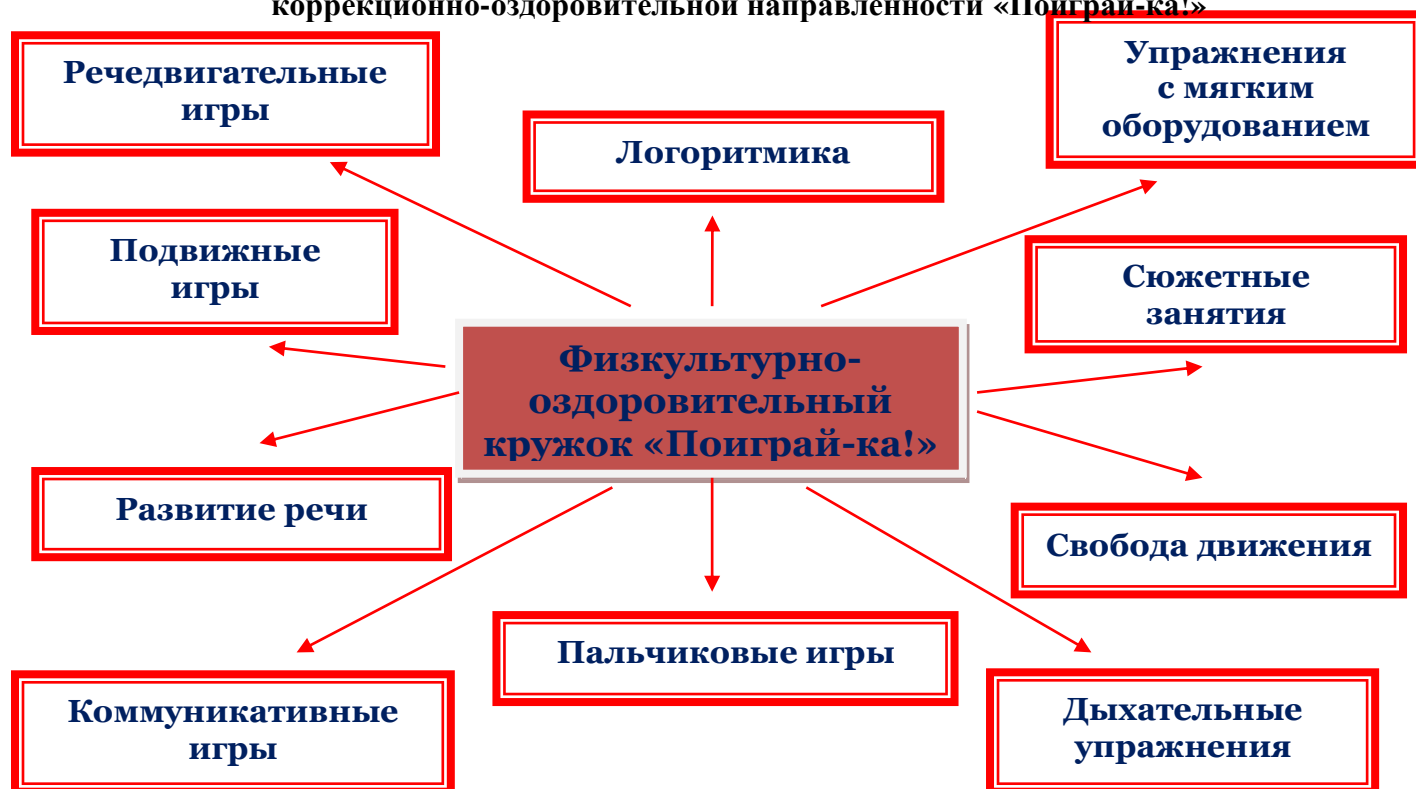 коррекционно-оздоровительной направленности «Поиграй-ка!»
Речедвигательные
игры
Логоритмика
Упражнения
с мягким
оборудованием
Подвижные
игры
Сюжетные
занятия
Физкультурно-
оздоровительный
кружок «Поиграй-ка!»
Развитие речи
Свобода движения
Коммуникативные
игры
Пальчиковые игры
Дыхательные
упражнения